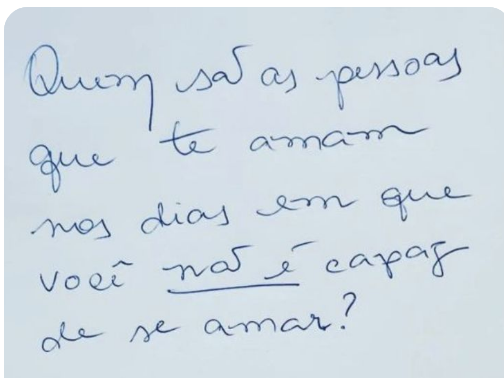 Quem são as pessoas
que te amam
nos dias em que
você não é capaz
de se amar?